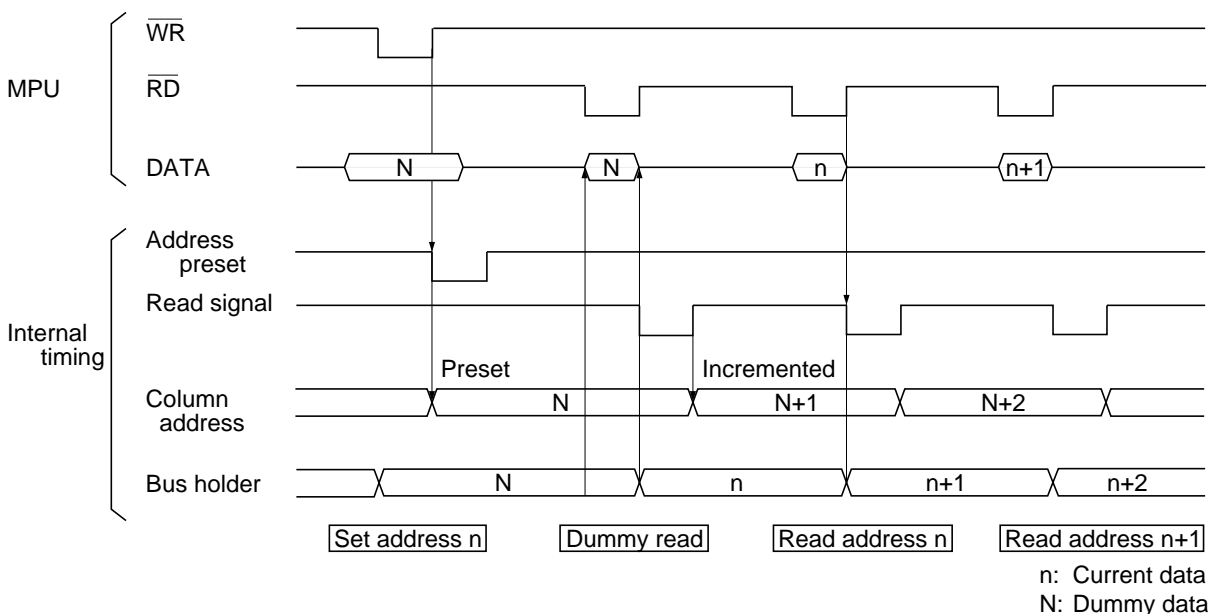 MPU
WR
RD
DATA
N
N
n
n+1
Internal
timing
Address
preset
Read signal
Preset
Incremented
Column
address
N
N+1
N+2
Bus holder
N
n
n+1
n+2
Set address n
Dummy read
Read address n
Read address n+1
n: Current data
N: Dummy data